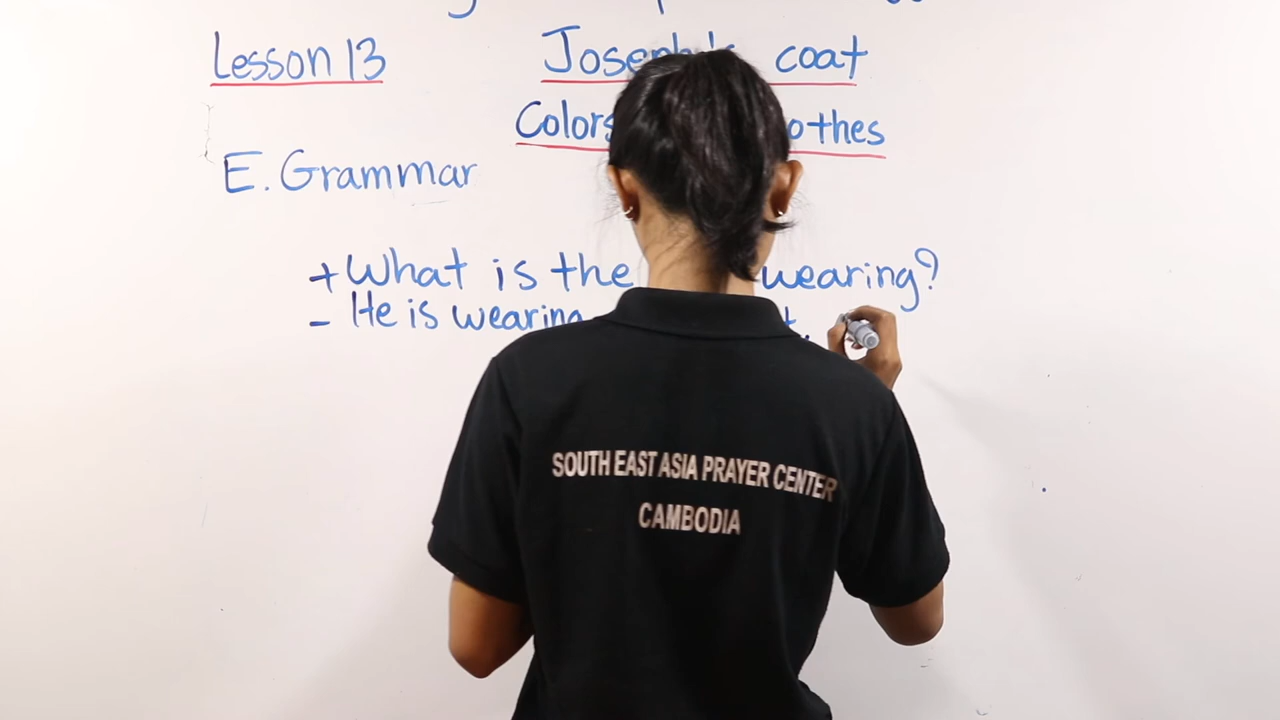 Lesson 13
Joseph's coat
Colors othes
E. Grammar
+ What is the wearing?
- He is wearing
SOUTH EAST ASIA PRAYER CENTER
CAMBODIA